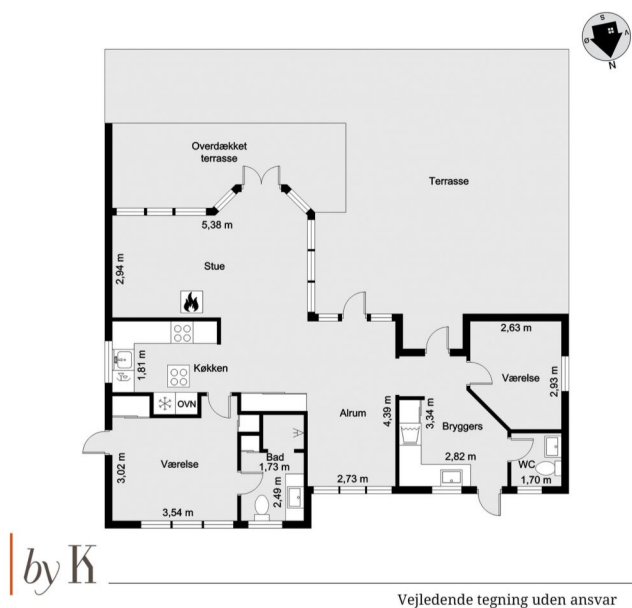 S
Ø
V
N
Overdækket
terrasse
Terrasse
5,38 m
2,94 m
Stue
2,63 m
Værelse
2,93 m
1,81 m
Køkken
OVN
Alrum
4,39 m
3,34 m
Bryggers
2,82 m
3,02 m
Værelse
Bad
1,73 m
2,49 m
WC
1,70 m
3,54 m
2,73 m
by K
Vejledende tegning uden ansvar